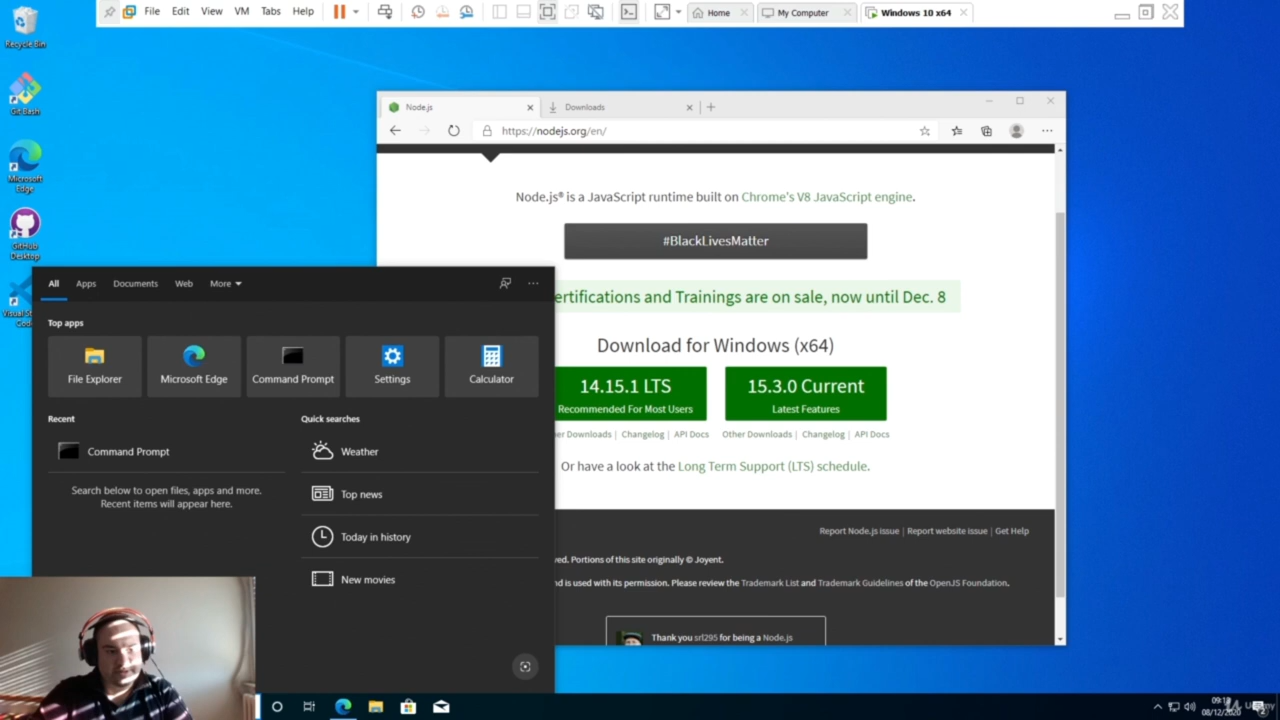 File Edit View VM Tabs Help
Home
My Computer
Windows 10 x64
Recycle Bin
Git Bash
Microsoft
Edge
GitHub
Desktop
Node.js
Downloads
https://nodejs.org/en/
Node.js® is a JavaScript runtime built on Chrome's V8 JavaScript engine.
#BlackLivesMatter
ertifications and Trainings are on sale, now until Dec. 8
Download for Windows (x64)
14.15.1 LTS
Recommended For Most Users
15.3.0 Current
Latest Features
er Downloads | Changelog | API Docs
Other Downloads | Changelog | API Docs
Or have a look at the Long Term Support (LTS) schedule.
Report Node.js issue | Report website issue | Get Help
ved. Portions of this site originally © Joyent.
nd is used with its permission. Please review the Trademark List and Trademark Guidelines of the OpenJS Foundation.
Thank you srl295 for being a Node.js
All Apps Documents Web More
Top apps
File Explorer
Microsoft Edge
Command Prompt
Settings
Calculator
Recent
Command Prompt
Search below to open files, apps and more.
Recent items will appear here.
Quick searches
Weather
Top news
Today in history
New movies
08/12/2020